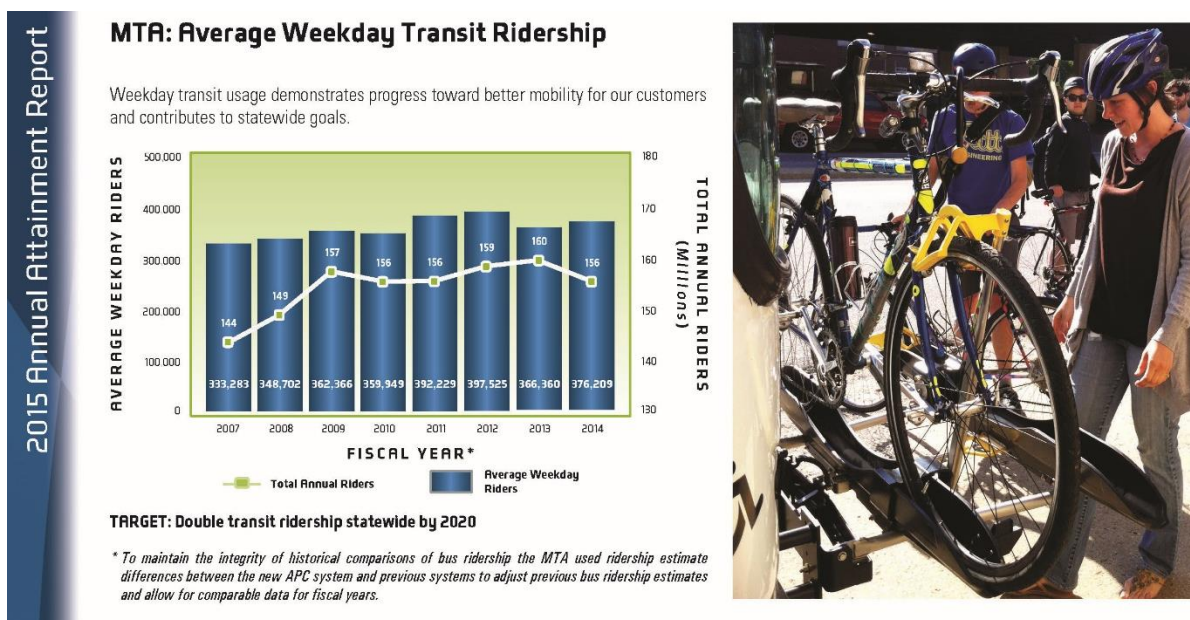 2015 Annual Attainment Report
MTA: Average Weekday Transit Ridership
Weekday transit usage demonstrates progress toward better mobility for our customers
and contributes to statewide goals.
AVERAGE WEEKDAY RIDERS
500,000
400,000
300,000
200,000
100,000
0
144
149
157
156
156
159
160
156
333,283
348,702
362,366
359,949
392,229
397,525
366,360
376,209
180
170
160
150
140
130
TOTAL ANNUAL RIDERS
(Millions)
2007
2008
2009
2010
2011
2012
2013
2014
FISCAL YEAR*
Total Annual Riders
Average Weekday
Riders
TARGET: Double transit ridership statewide by 2020
* To maintain the integrity of historical comparisons of bus ridership the MTA used ridership estimate
differences between the new APC system and previous systems to adjust previous bus ridership estimates
and allow for comparable data for fiscal years.
ENGINEERING